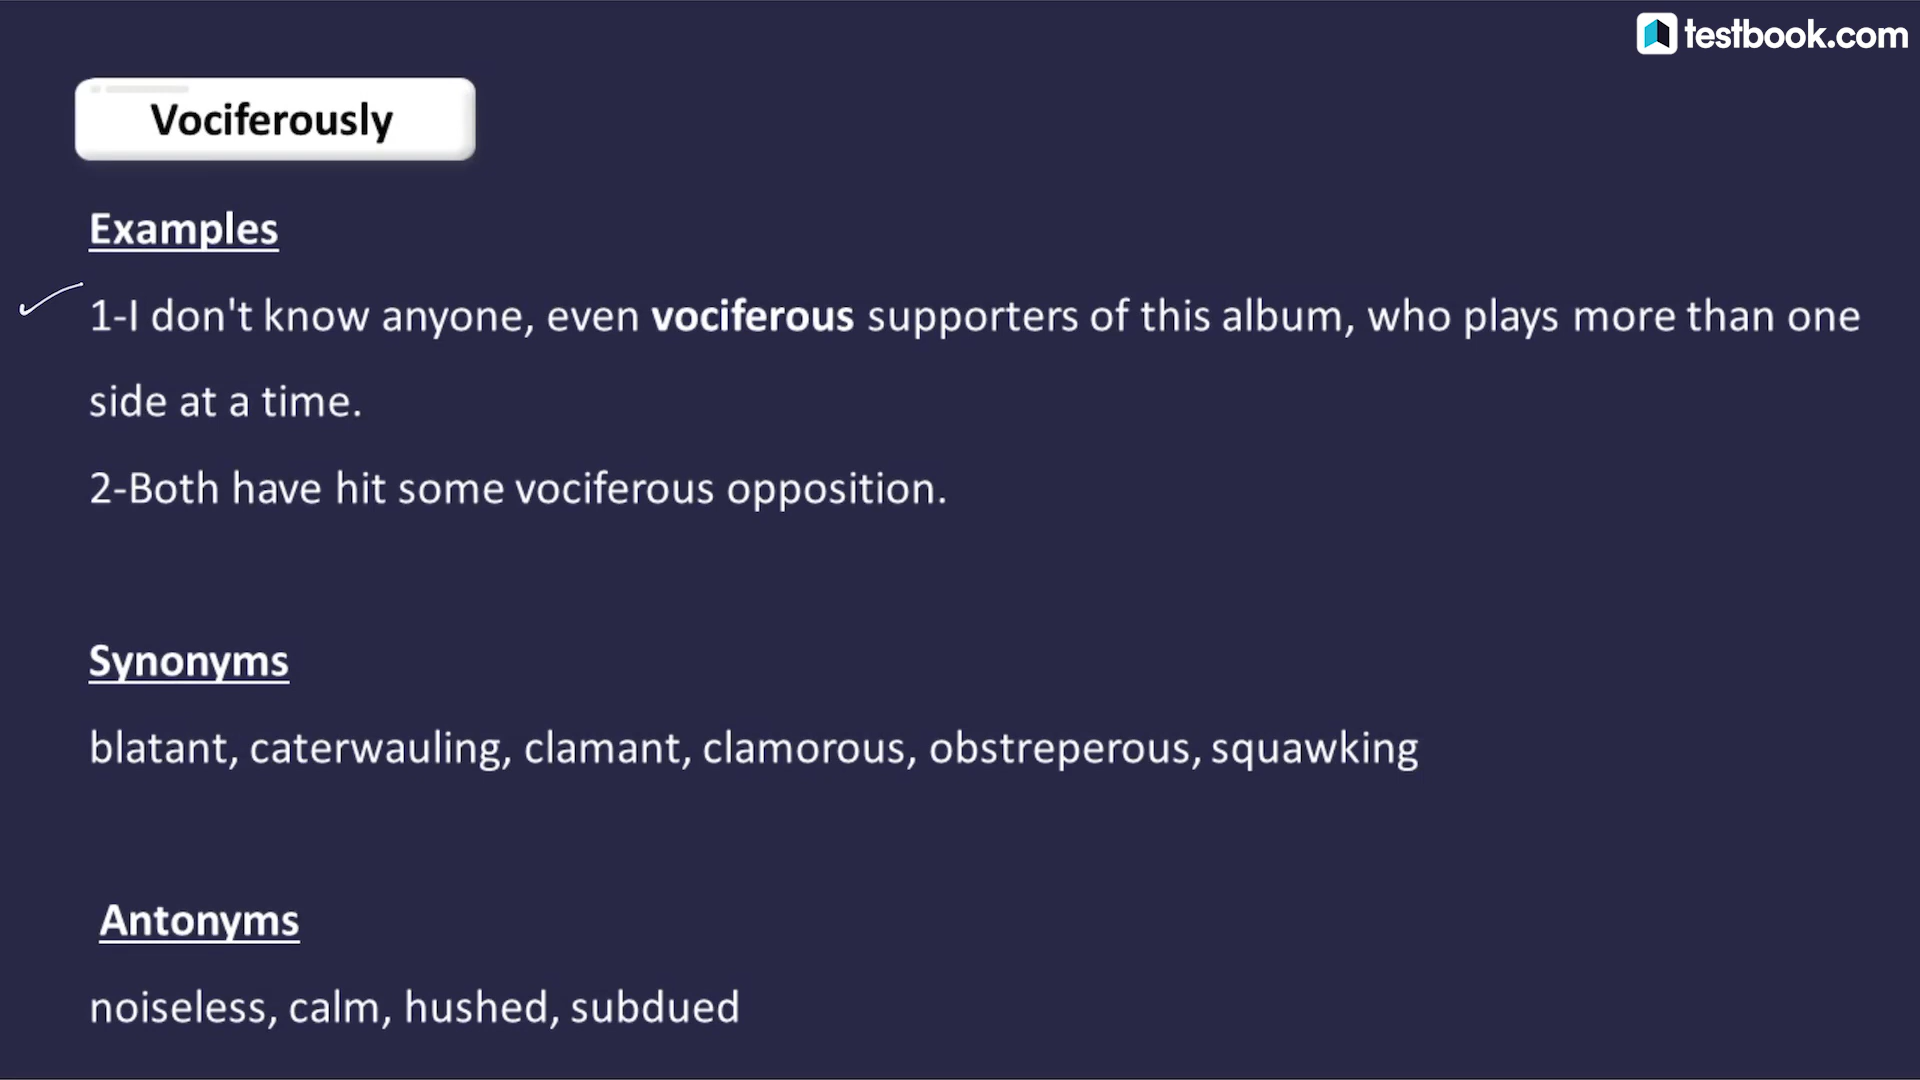 testbook.com
Vociferously
Examples
1-I don't know anyone, even vociferous supporters of this album, who plays more than one
side at a time.
2-Both have hit some vociferous opposition.
Synonyms
blatant, caterwauling, clamant, clamorous, obstreperous, squawking
Antonyms
noiseless, calm, hushed, subdued